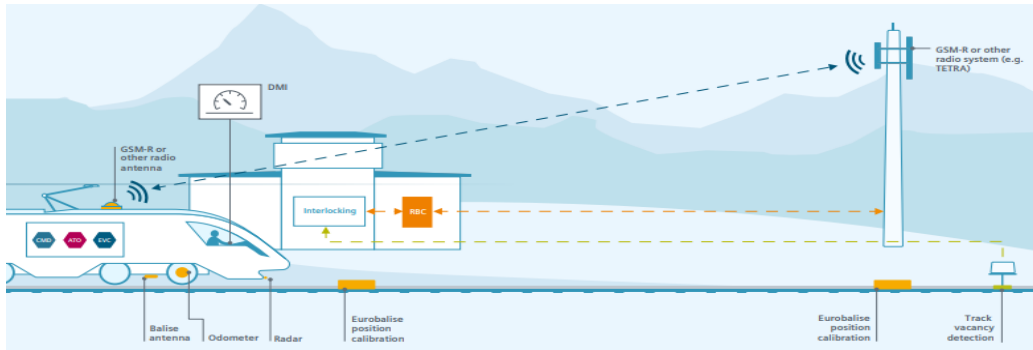 DMI
GSM-R or other
radio system (e.g.
TETRA)
GSM-R or
other radio
antenna
Interlocking
RBC
CMD
ATO
EVC
Balise
antenna
Odometer
Radar
Eurobalise
position
calibration
Eurobalise
position
calibration
Track
vacancy
detection